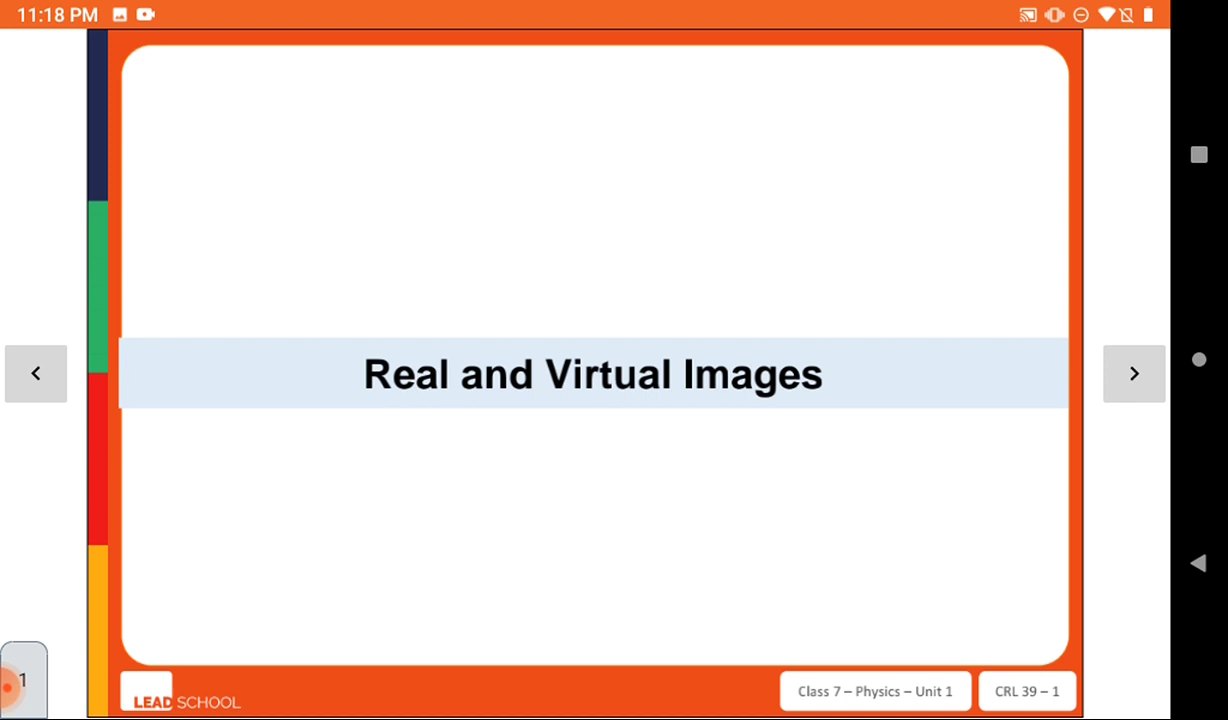 11:18 PM
Real and Virtual Images
1
LEAD SCHOOL
Class 7 – Physics – Unit 1
CRL 39 – 1